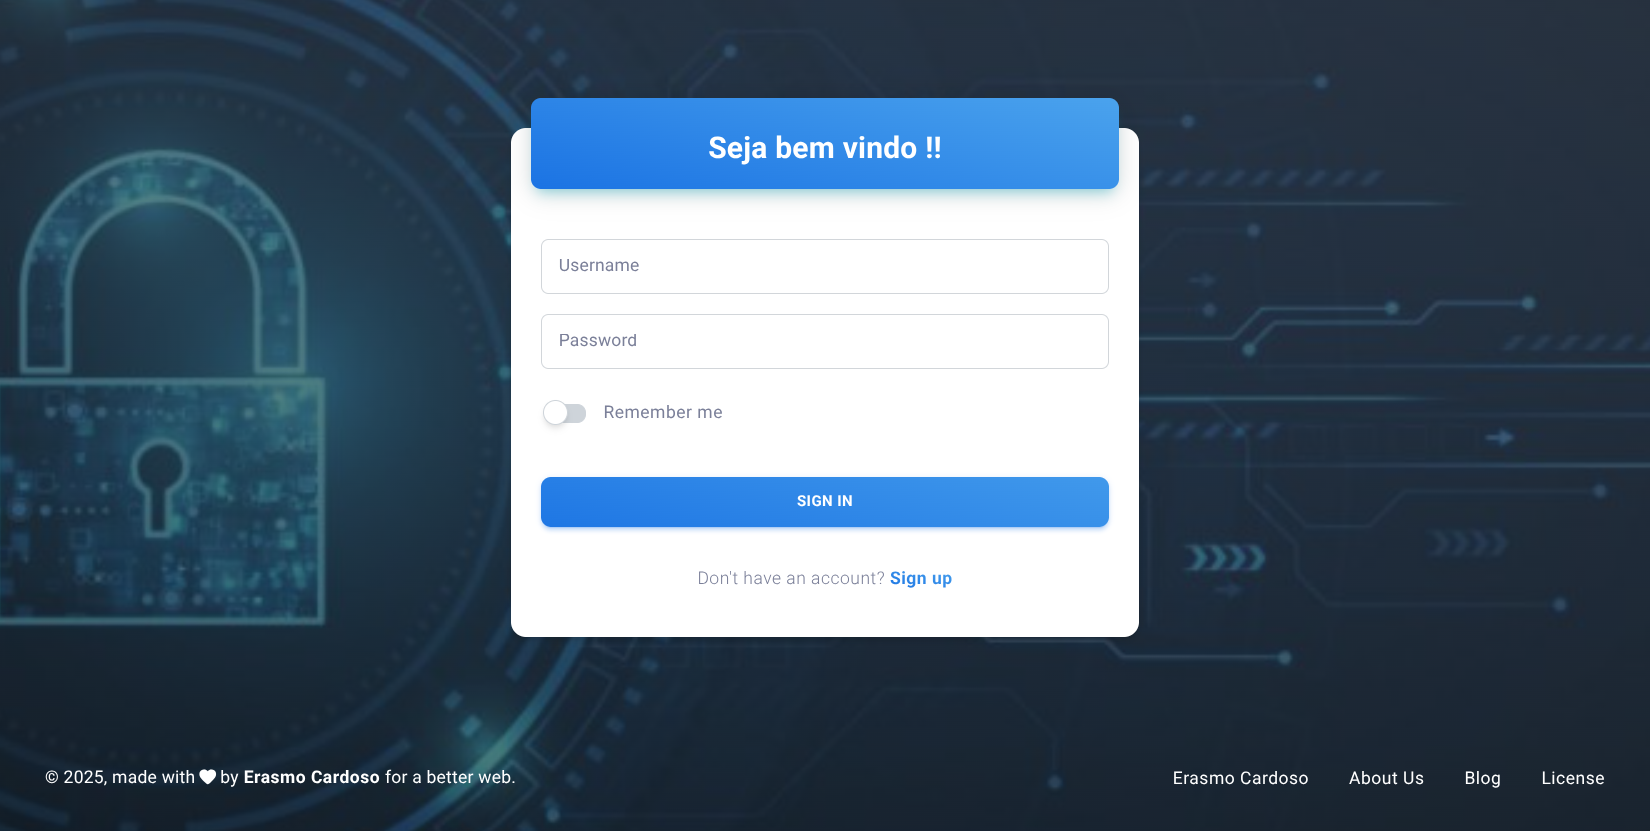 Seja bem vindo !!
Username
Password
Remember me
SIGN IN
Don't have an account? Sign up
© 2025, made with by Erasmo Cardoso for a better web.
Erasmo Cardoso About Us Blog License